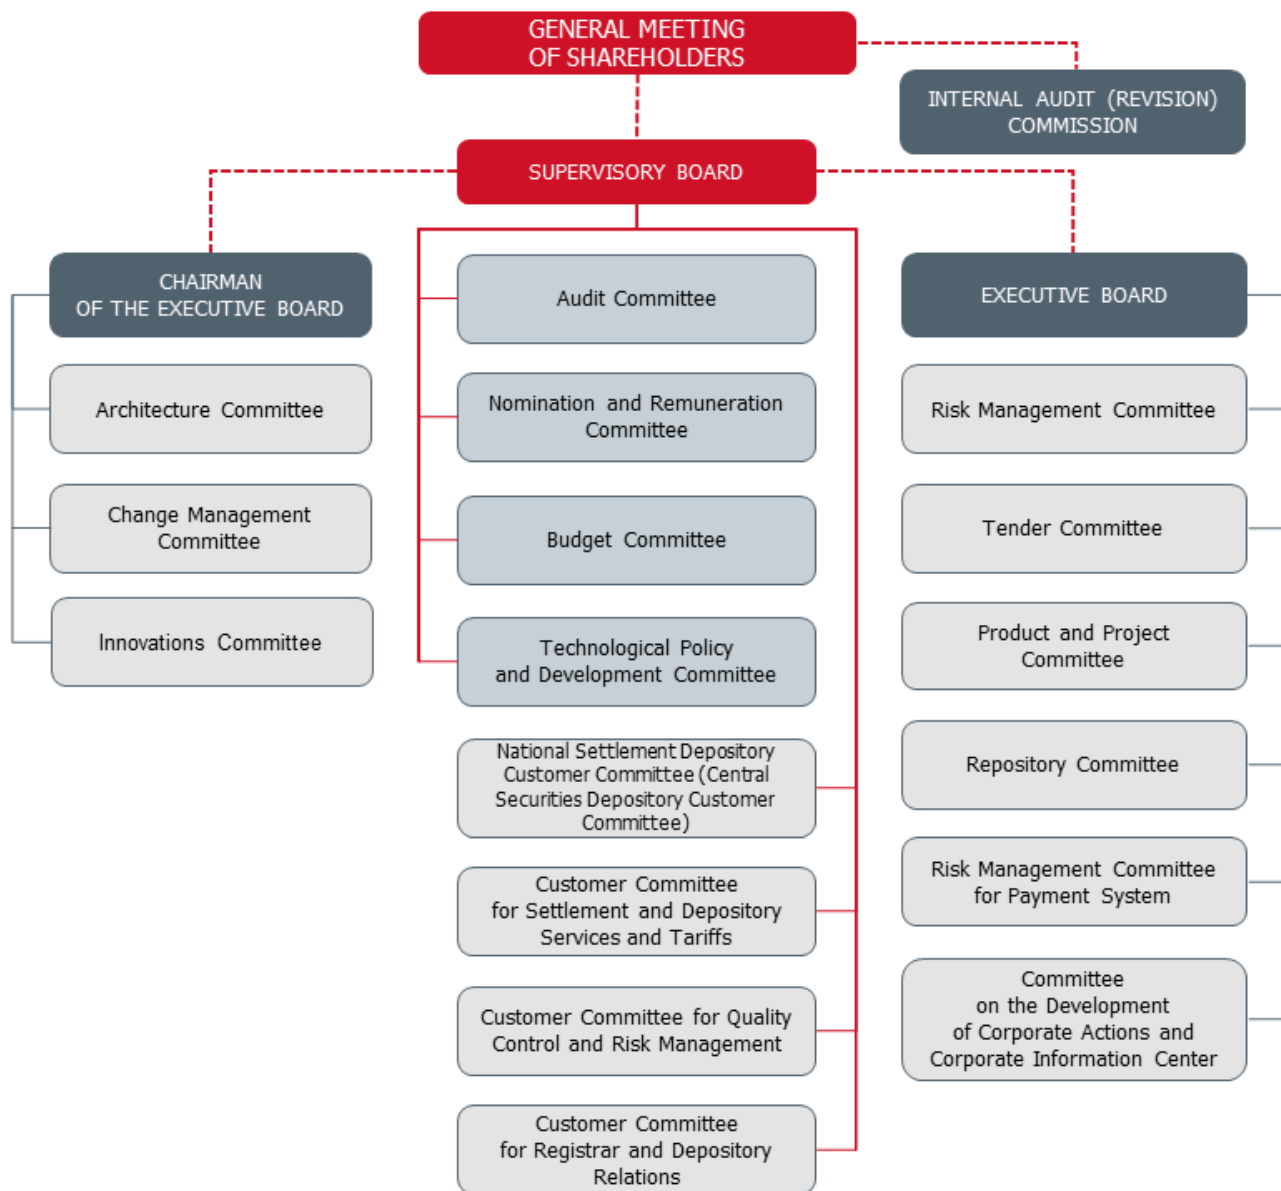 GENERAL MEETING
OF SHAREHOLDERS
INTERNAL AUDIT (REVISION)
COMMISSION
SUPERVISORY BOARD
CHAIRMAN
OF THE EXECUTIVE BOARD
Architecture Committee
Change Management
Committee
Innovations Committee
Audit Committee
Nomination and Remuneration
Committee
Budget Committee
Technological Policy
and Development Committee
National Settlement Depository
Customer Committee (Central
Securities Depository Customer
Committee)
Customer Committee
for Settlement and Depository
Services and Tariffs
Customer Committee for Quality
Control and Risk Management
Customer Committee
for Registrar and Depository
Relations
EXECUTIVE BOARD
Risk Management Committee
Tender Committee
Product and Project
Committee
Repository Committee
Risk Management Committee
for Payment System
Committee
on the Development
of Corporate Actions and
Corporate Information Center